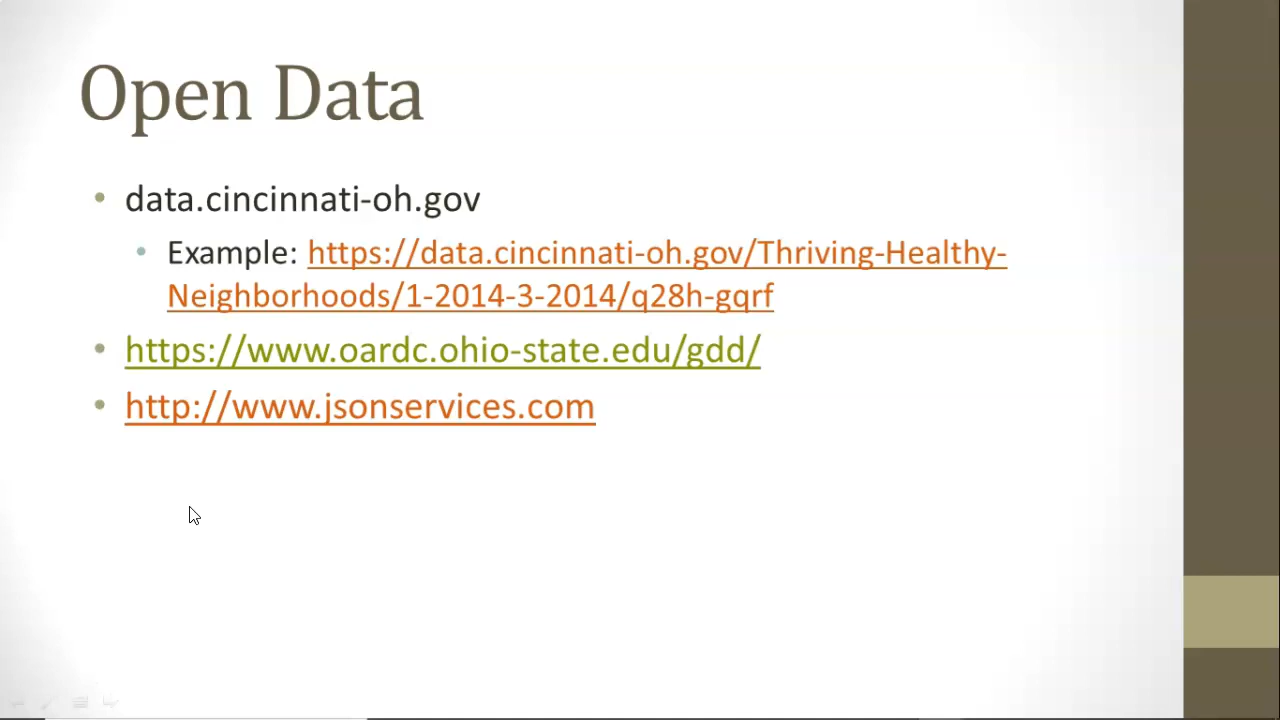 Open Data
• data.cincinnati-oh.gov
• Example: https://data.cincinnati-oh.gov/Thriving-Healthy-
Neighborhoods/1-2014-3-2014/q28h-gqrf
• https://www.oardc.ohio-state.edu/gdd/
• http://www.jsonservices.com